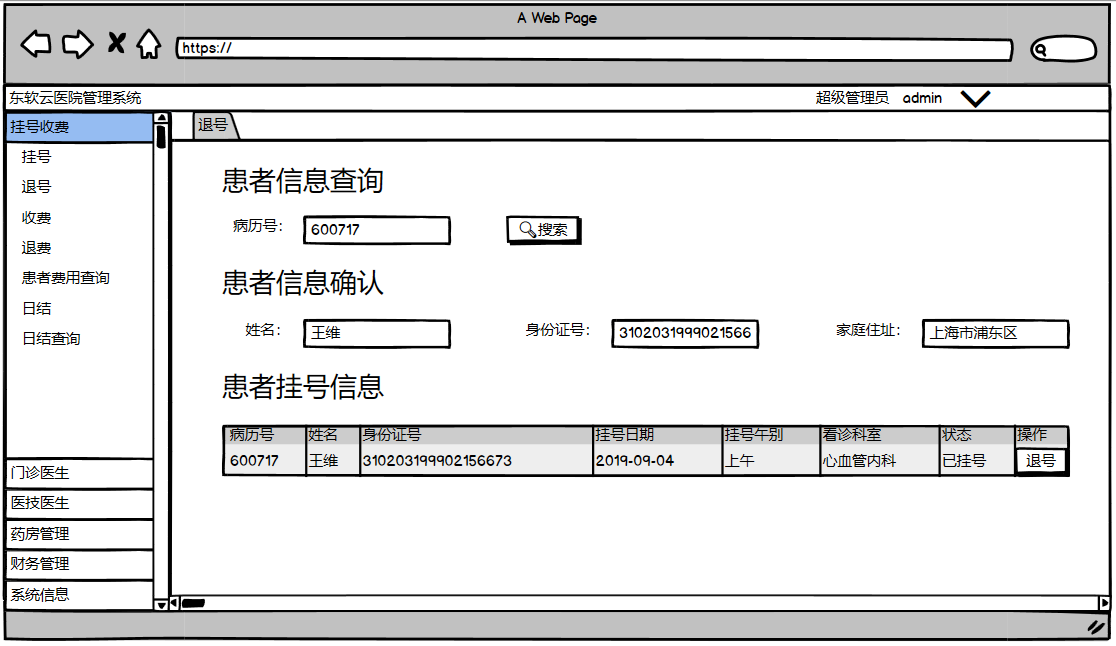 A Web Page
https://
东软云医院管理系统
超级管理员 admin
挂号收费
挂号
退号
收费
退费
患者费用查询
日结
日结查询
门诊医生
医技医生
药房管理
财务管理
系统信息
退号
患者信息查询
病历号： 600717 搜索
患者信息确认
姓名： 王维 身份证号： 3102031999021566 家庭住址： 上海市浦东区
患者挂号信息
病历号 姓名 身份证号 挂号日期 挂号午别 看诊科室 状态 操作
600717 王维 310203199902156673 2019-09-04 上午 心血管内科 已挂号 退号